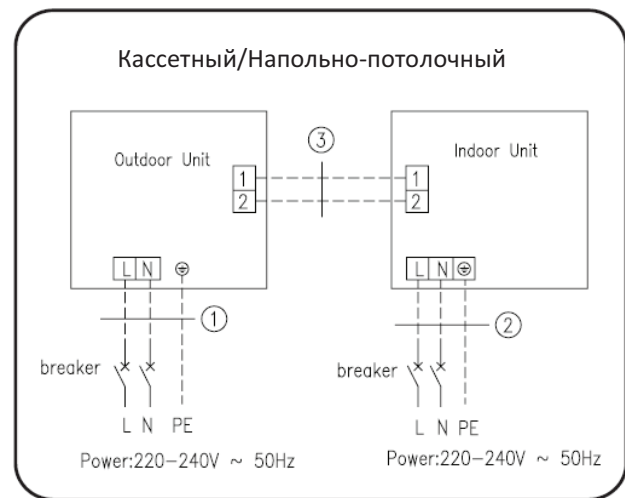 Кассетный/Напольно-потолочный
Outdoor Unit
1
2
3
Indoor Unit
1
2
L N
1
L N
2
breaker
L N PE
Power:220-240V ~ 50Hz
breaker
L N PE
Power:220-240V ~ 50Hz